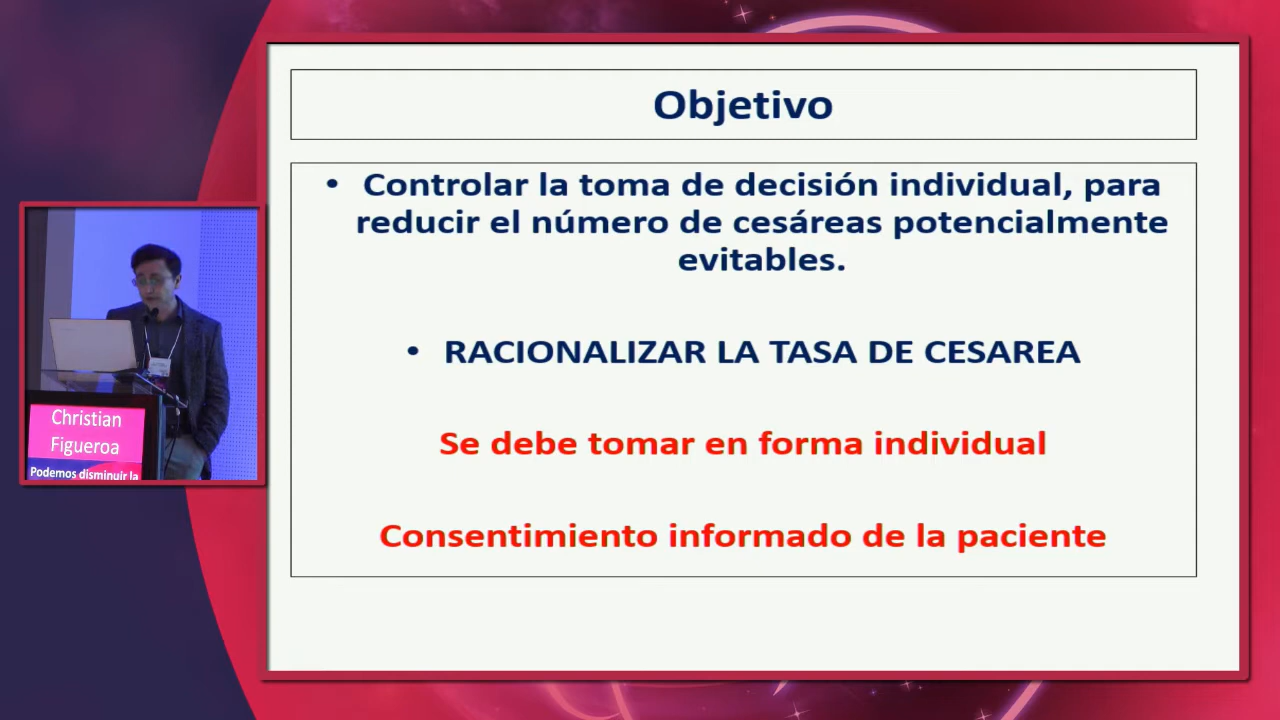 Objetivo
• Controlar la toma de decisión individual, para
reducir el número de cesáreas potencialmente
evitables.
• RACIONALIZAR LA TASA DE CESAREA
Se debe tomar en forma individual
Consentimiento informado de la paciente
Christian
Figueroa
Podemos disminuir la